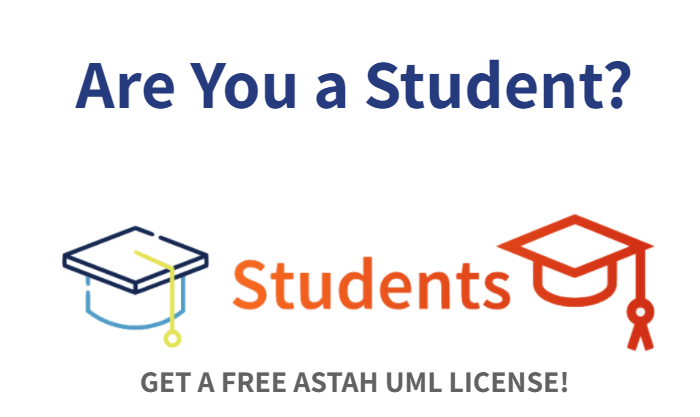 Are You a Student?
Students
GET A FREE ASTAH UML LICENSE!